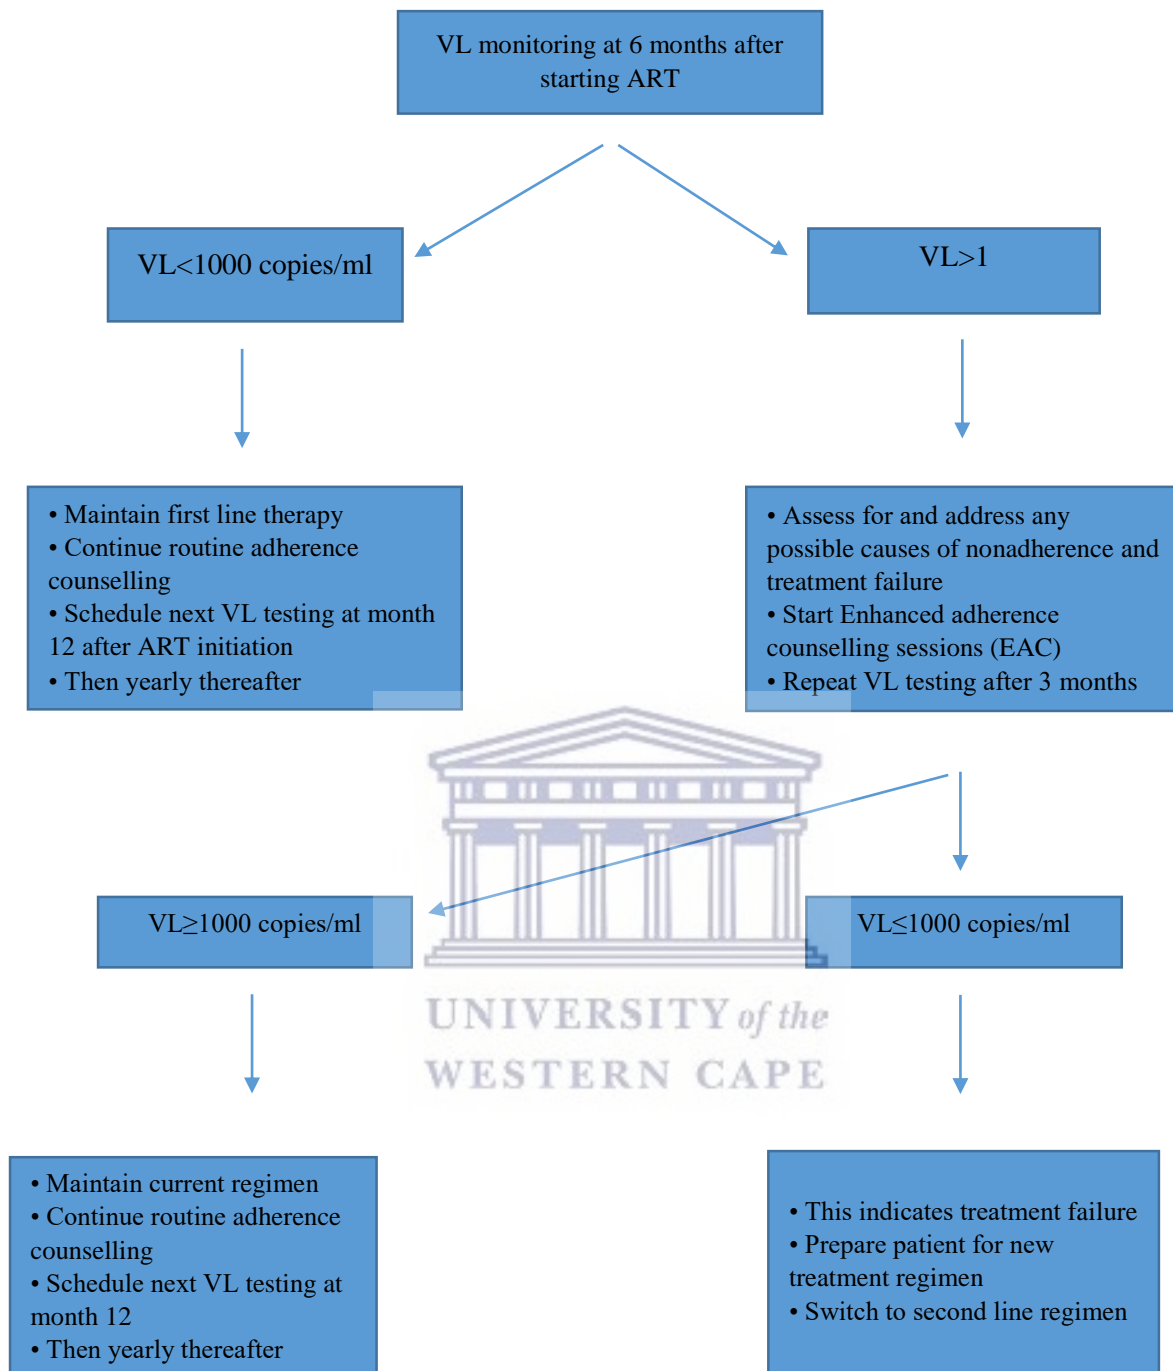 VL monitoring at 6 months after
starting ART
VL<1000 copies/ml
VL>1
• Maintain first line therapy
• Continue routine adherence
counselling
• Schedule next VL testing at month
12 after ART initiation
• Then yearly thereafter
• Assess for and address any
possible causes of nonadherence and
treatment failure
• Start Enhanced adherence
counselling sessions (EAC)
• Repeat VL testing after 3 months
VL≥1000 copies/ml
VL≤1000 copies/ml
UNIVERSITY of the
WESTERN CAPE
• Maintain current regimen
• Continue routine adherence
counselling
• Schedule next VL testing at
month 12
• Then yearly thereafter
• This indicates treatment failure
• Prepare patient for new
treatment regimen
• Switch to second line regimen